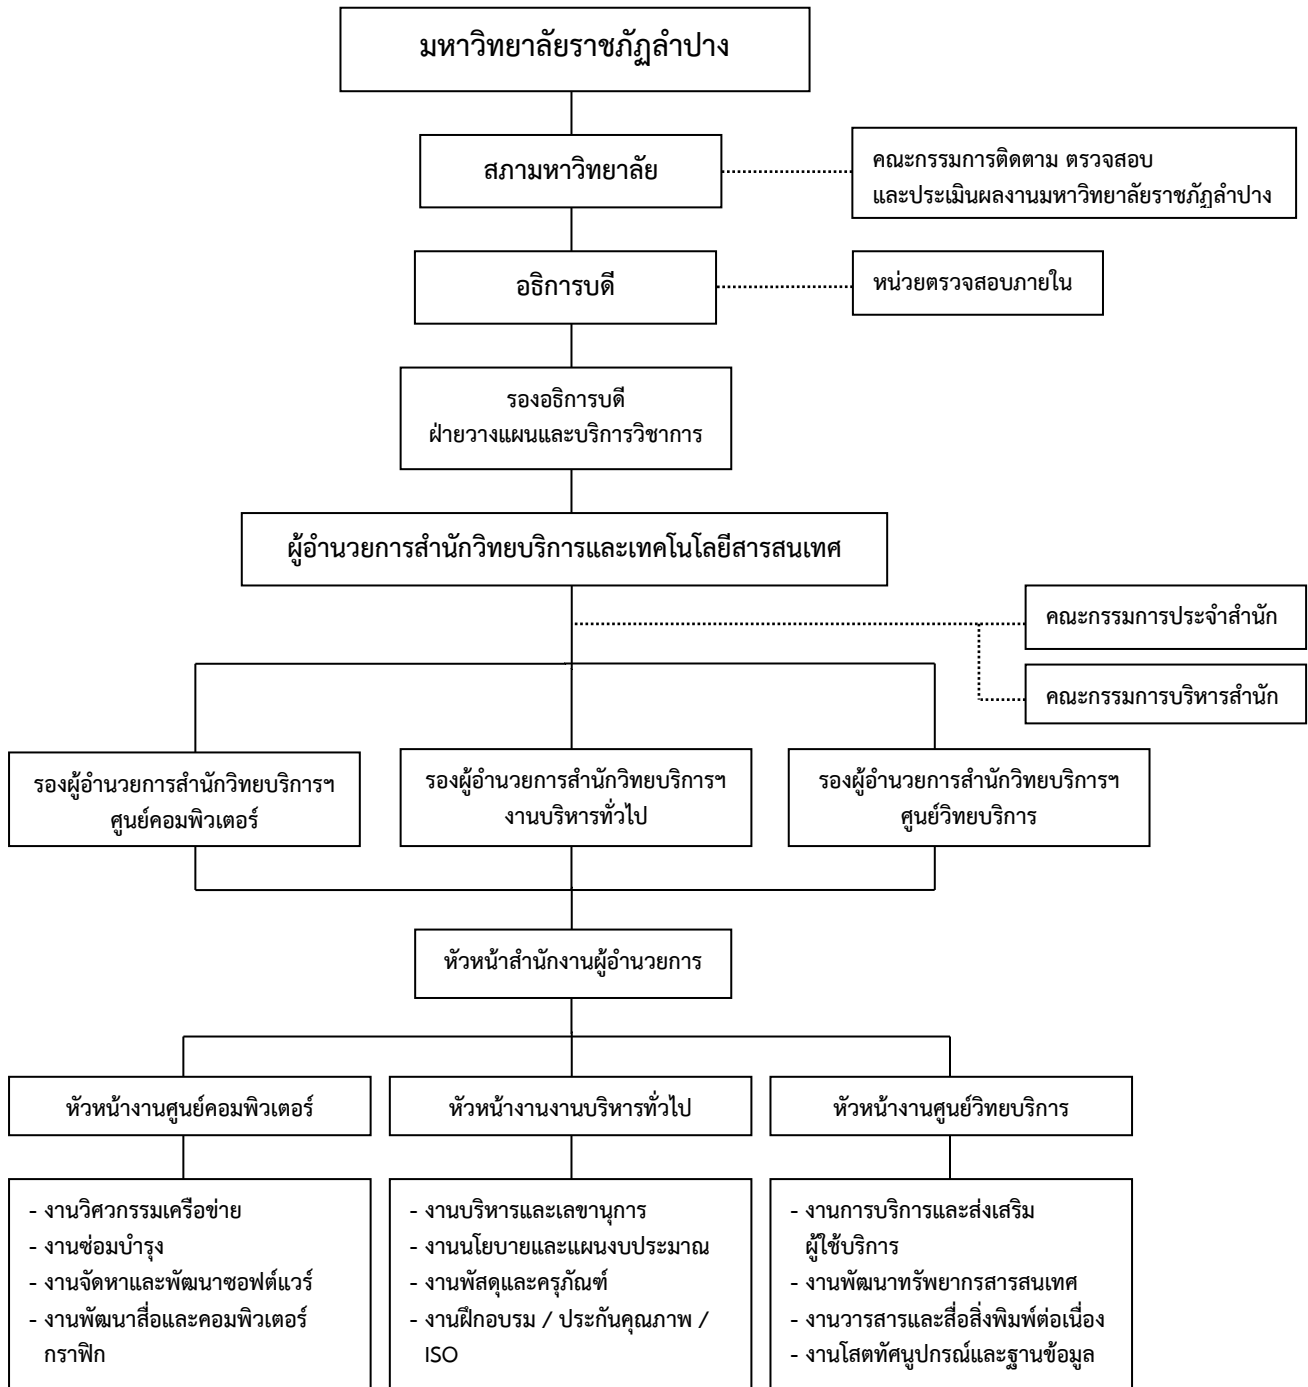 มหาวิทยาลัยราชภัฏลำปาง
สภามหาวิทยาลัย
คณะกรรมการติดตาม ตรวจสอบ
และประเมินผลงานมหาวิทยาลัยราชภัฏลำปาง
อธิการบดี
หน่วยตรวจสอบภายใน
รองอธิการบดี
ฝ่ายวางแผนและบริการวิชาการ
ผู้อำนวยการสำนักวิทยบริการและเทคโนโลยีสารสนเทศ
คณะกรรมการประจำสำนัก
คณะกรรมการบริหารสำนัก
รองผู้อำนวยการสำนักวิทยบริการฯ
ศูนย์คอมพิวเตอร์
รองผู้อำนวยการสำนักวิทยบริการฯ
งานบริหารทั่วไป
รองผู้อำนวยการสำนักวิทยบริการฯ
ศูนย์วิทยบริการ
หัวหน้าสำนักงานผู้อำนวยการ
หัวหน้างานศูนย์คอมพิวเตอร์
หัวหน้างานงานบริหารทั่วไป
หัวหน้างานศูนย์วิทยบริการ
- งานวิศวกรรมเครือข่าย
- งานซ่อมบำรุง
- งานจัดหาและพัฒนาซอฟต์แวร์
- งานพัฒนาสื่อและคอมพิวเตอร์
กราฟิก
- งานบริหารและเลขานุการ
- งานนโยบายและแผนงบประมาณ
- งานพัสดุและครุภัณฑ์
- งานฝึกอบรม / ประกันคุณภาพ /
ISO
- งานการบริการและส่งเสริม
ผู้ใช้บริการ
- งานพัฒนาทรัพยากรสารสนเทศ
- งานวารสารและสื่อสิ่งพิมพ์ต่อเนื่อง
- งานโสตทัศนูปกรณ์และฐานข้อมูล